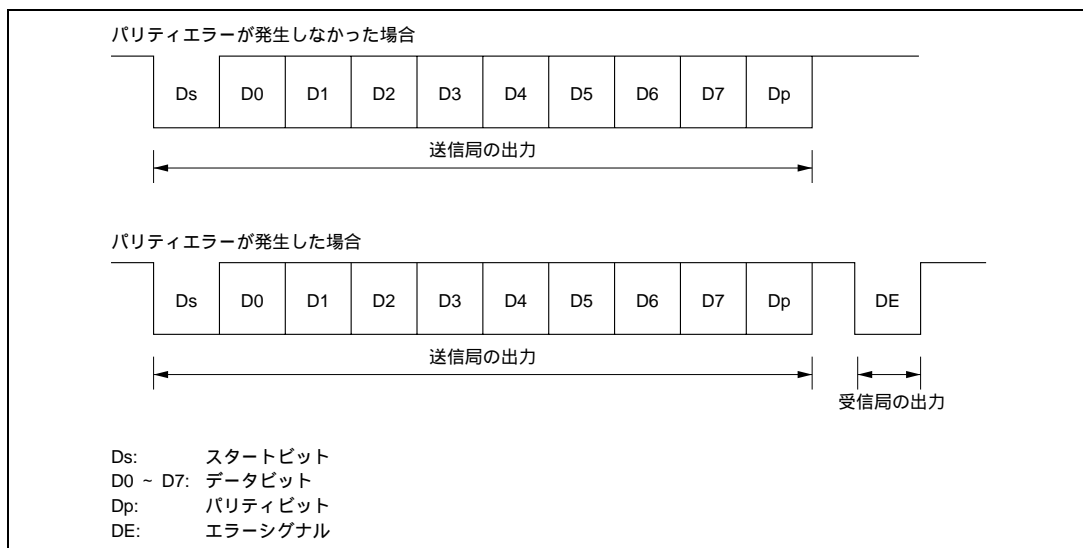 パリティエラーが発生しなかった場合
Ds D0 D1 D2 D3 D4 D5 D6 D7 Dp
送信局の出力
パリティエラーが発生した場合
Ds D0 D1 D2 D3 D4 D5 D6 D7 Dp DE
送信局の出力
受信局の出力
Ds: スタートビット
D0 ~ D7: データビット
Dp: パリティビット
DE: エラーシグナル